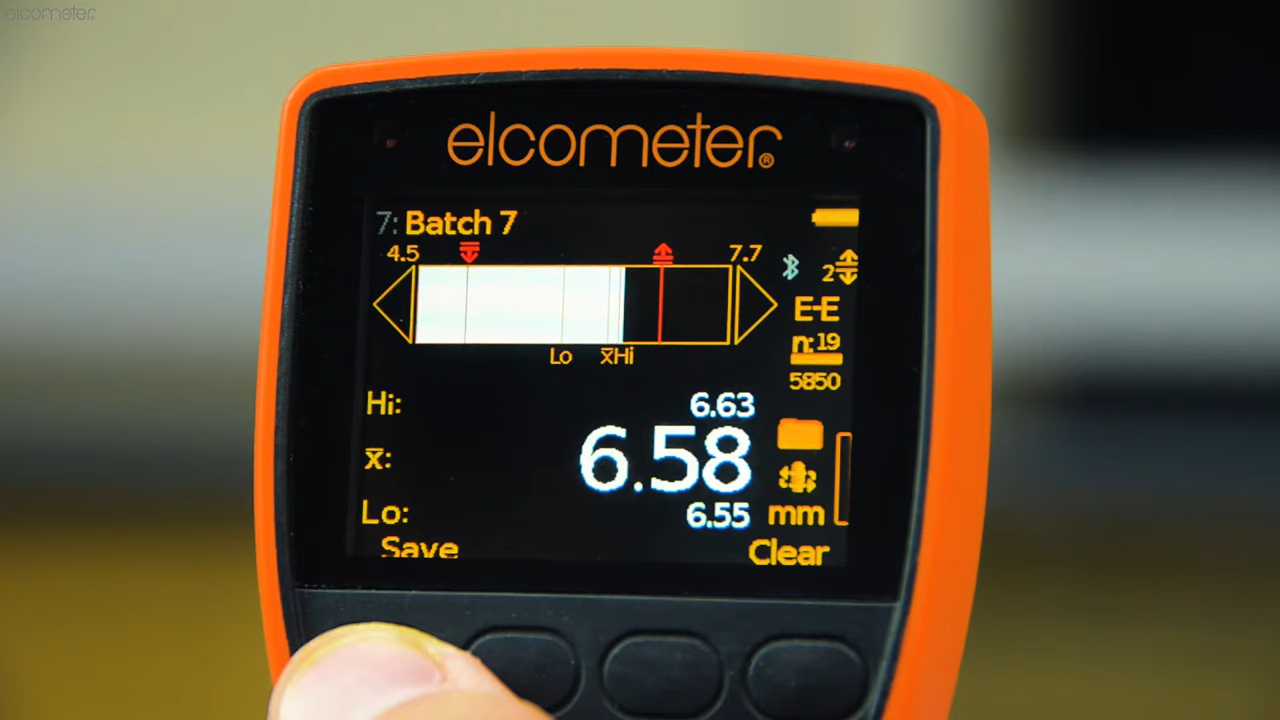 elcometer
elcometer®
7: Batch 7
4.5
7.7
2
E-E
Lo
x̅Hi
n:19
5850
Hi:
6.63
x̅:
6.58
Lo:
6.55
mm
Save
Clear